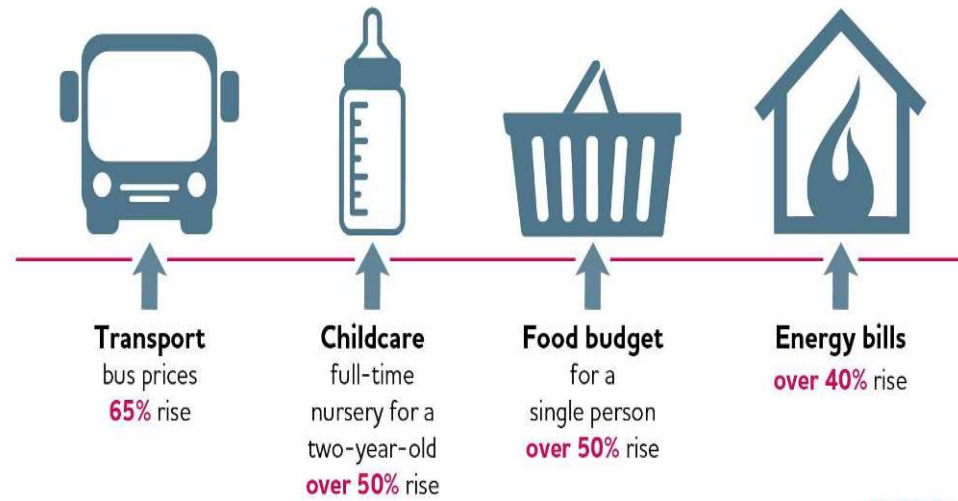 Transport
bus prices
65% rise
Childcare
full-time
nursery for a
two-year-old
over 50% rise
Food budget
for a
single person
over 50% rise
Energy bills
over 40% rise